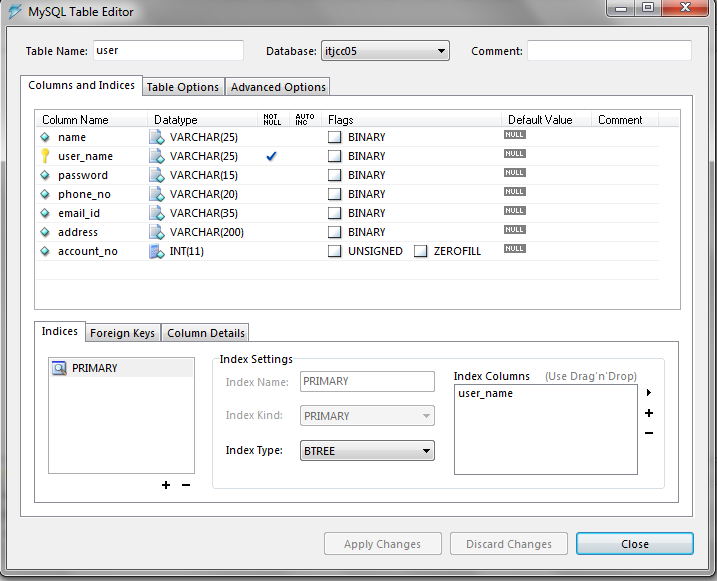 MySQL Table Editor
Table Name: user Database: itjcc05 Comment:
Columns and Indices Table Options Advanced Options
Column Name Datatype NOT NULL AUTO INC Flags Default Value Comment
name VARCHAR(25) BINARY NULL
user_name VARCHAR(25) BINARY NULL
password VARCHAR(15) BINARY NULL
phone_no VARCHAR(20) BINARY NULL
email_id VARCHAR(35) BINARY NULL
address VARCHAR(200) BINARY NULL
account_no INT(11) UNSIGNED ZEROFILL NULL
Indices Foreign Keys Column Details
PRIMARY
Index Settings
Index Name: PRIMARY
Index Kind: PRIMARY
Index Type: BTREE
Index Columns (Use Drag'n'Drop)
user_name
Apply Changes Discard Changes Close